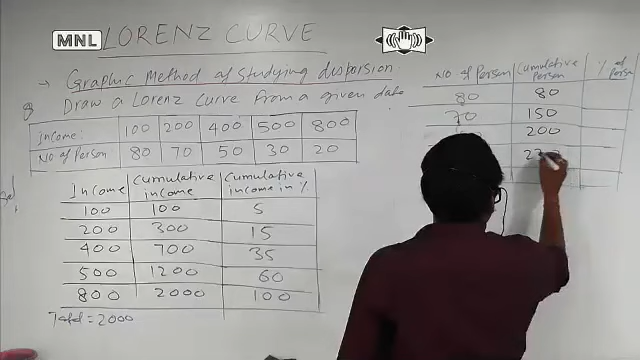 MNL
LORENZ CURVE
→ Graphic Method of studying dispersion
Q Draw a Lorenz Curve from a given data
Income: 100 200 400 500 800
No of Person 80 70 50 30 20
Income Cumulative income Cumulative income in %
100 100 5
200 300 15
400 700 35
500 1200 60
800 2000 100
Total = 2000
No of Person Cumulative Person % of
80 80
70 150
200